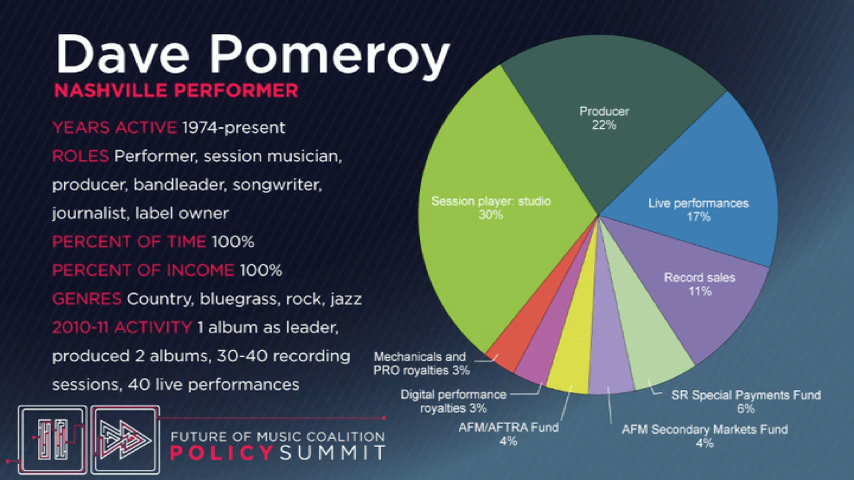 Dave Pomeroy
NASHVILLE PERFORMER
YEARS ACTIVE 1974-present
ROLES Performer, session musician,
producer, bandleader, songwriter,
journalist, label owner
PERCENT OF TIME 100%
PERCENT OF INCOME 100%
GENRES Country, bluegrass, rock, jazz
2010-11 ACTIVITY 1 album as leader,
produced 2 albums, 30-40 recording
sessions, 40 live performances
Producer
22%
Live performances
17%
Record sales
11%
SR Special Payments Fund
6%
AFM Secondary Markets Fund
4%
AFM/AFTRA Fund
4%
Digital performance
royalties 3%
Mechanicals and
PRO royalties 3%
Session player: studio
30%
FUTURE OF MUSIC COALITION
POLICYSUMMIT